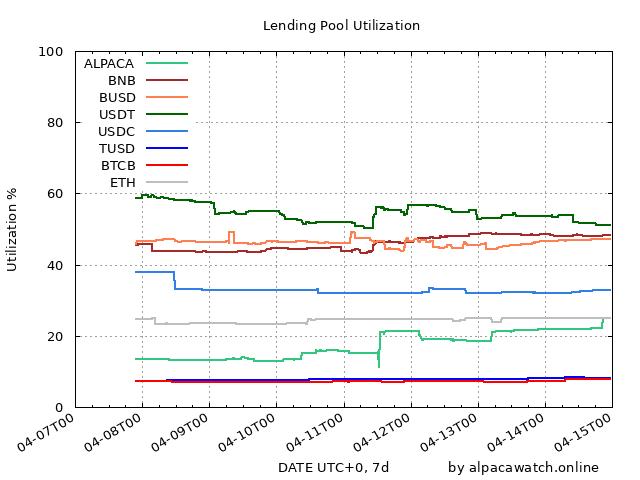 Lending Pool Utilization
100
80
60
40
20
0
Utilization %
ALPACA
BNB
BUSD
USDT
USDC
TUSD
BTCB
ETH
04-07T00
04-08T00
04-09T00
04-10T00
04-11T00
04-12T00
04-13T00
04-14T00
04-15T00
DATE UTC+0, 7d
by alpacawatch.online